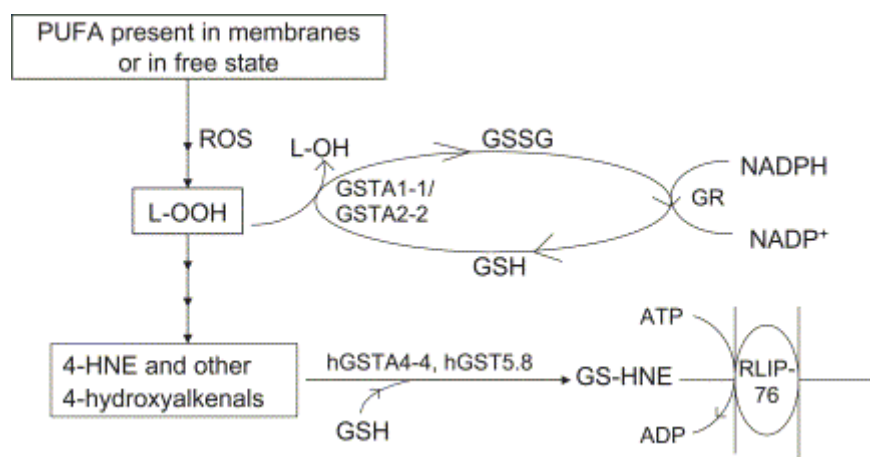 PUFA present in membranes
or in free state
ROS
L-OH
GSSG
NADPH
GSTA1-1/
GSTA2-2
GR
L-OOH
NADP⁺
GSH
ATP
4-HNE and other
4-hydroxyalkenals
hGSTA4-4, hGST5.8
GS-HNE
RLIP-
76
GSH
ADP